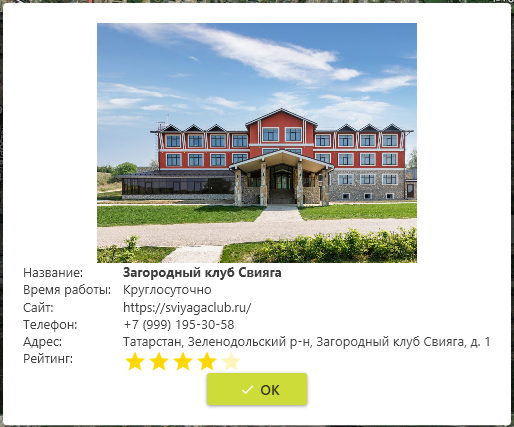 Название: Загородный клуб Свияга
Время работы: Круглосуточно
Сайт: https://sviyagaclub.ru/
Телефон: +7 (999) 195-30-58
Адрес: Татарстан, Зеленодольский р-н, Загородный клуб Свияга, д. 1
Рейтинг:
ОК